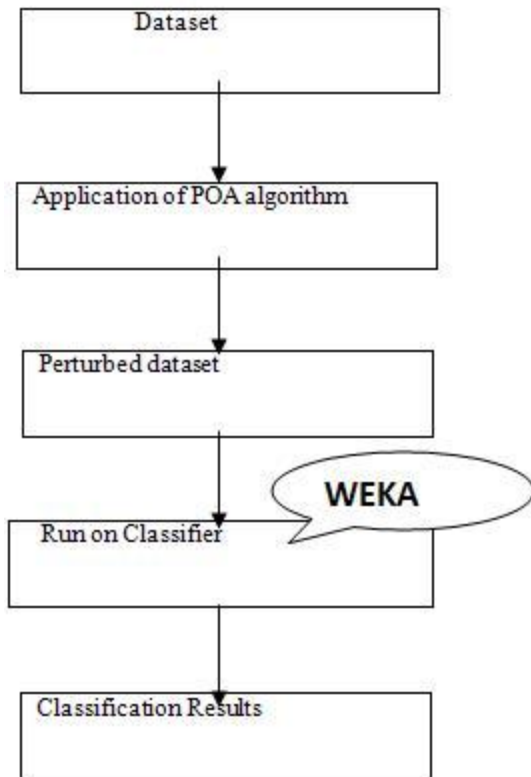 Dataset
Application of POA algorithm
Perturbed dataset
WEKA
Run on Classifier
Classification Results